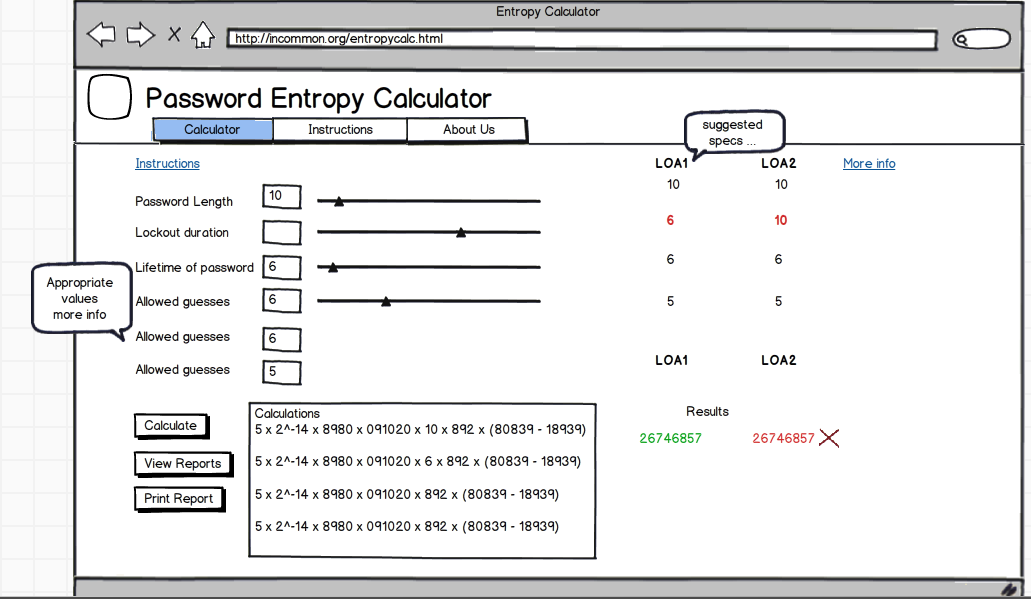 Entropy Calculator
http://incommon.org/entropycalc.html
Password Entropy Calculator
Calculator
Instructions
About Us
suggested
specs ...
Instructions
LOA1
LOA2
More info
10
10
Password Length
10
6
10
Lockout duration
Lifetime of password
6
6
6
Appropriate
values
more info
Allowed guesses
6
5
5
Allowed guesses
6
Allowed guesses
5
LOA1
LOA2
Calculate
View Reports
Print Report
Calculations
5 x 2^-14 x 8980 x 091020 x 10 x 892 x (80839 - 18939)
5 x 2^-14 x 8980 x 091020 x 6 x 892 x (80839 - 18939)
5 x 2^-14 x 8980 x 091020 x 892 x (80839 - 18939)
5 x 2^-14 x 8980 x 091020 x 892 x (80839 - 18939)
Results
26746857
26746857